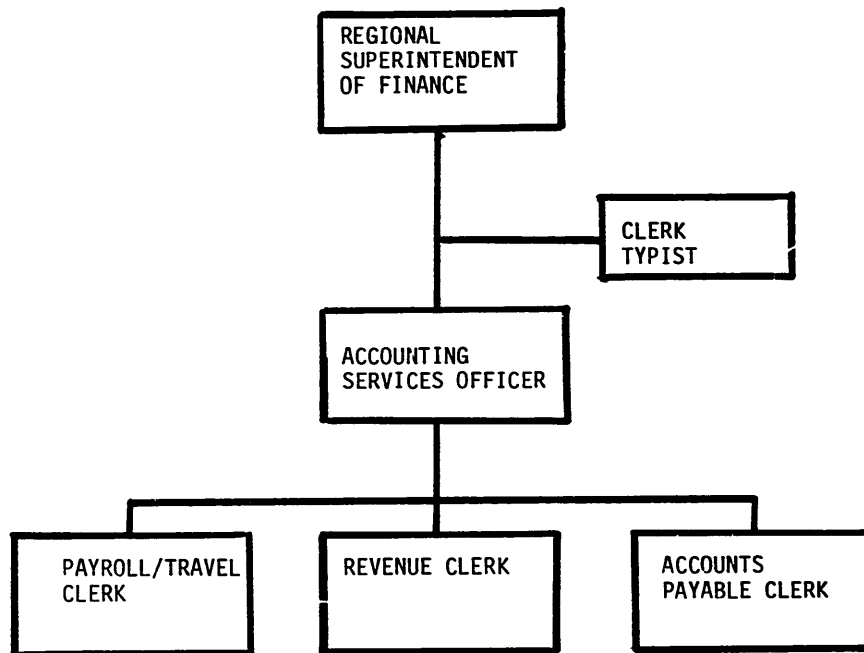 REGIONAL
SUPERINTENDENT
OF FINANCE
CLERK
TYPIST
ACCOUNTING
SERVICES OFFICER
PAYROLL/TRAVEL
CLERK
REVENUE CLERK
ACCOUNTS
PAYABLE CLERK